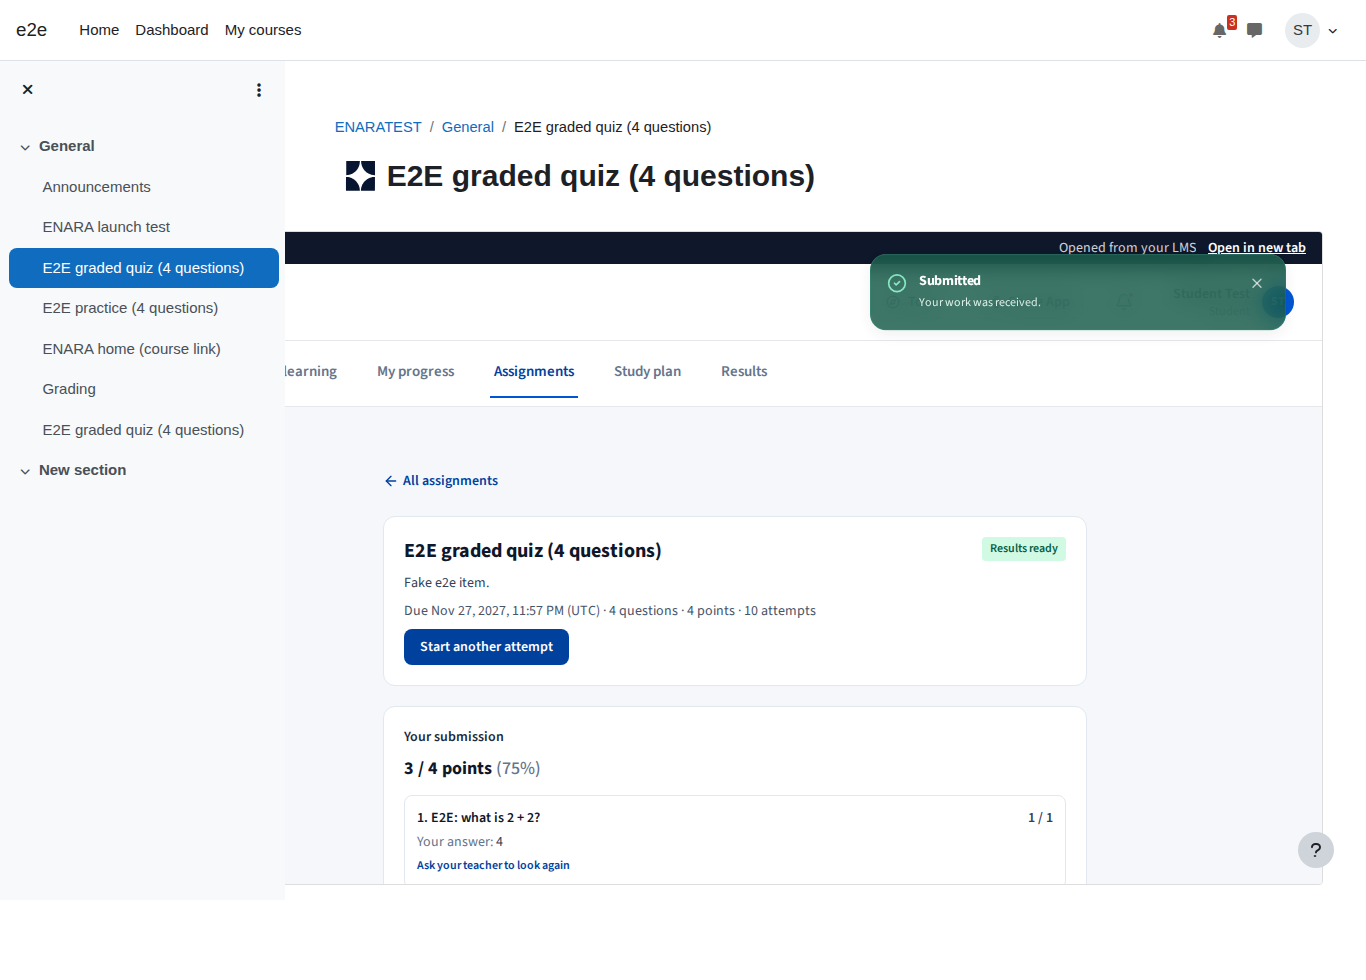 e2e Home Dashboard My courses 3 ST
General
Announcements
ENARA launch test
E2E graded quiz (4 questions)
E2E practice (4 questions)
ENARA home (course link)
Grading
E2E graded quiz (4 questions)
New section
ENARATEST / General / E2E graded quiz (4 questions)
E2E graded quiz (4 questions)
Opened from your LMS Open in new tab
Submitted
Your work was received.
App
Student Test
learning My progress Assignments Study plan Results
All assignments
E2E graded quiz (4 questions) Results ready
Fake e2e item.
Due Nov 27, 2027, 11:57 PM (UTC) · 4 questions · 4 points · 10 attempts
Start another attempt
Your submission
3 / 4 points (75%)
1. E2E: what is 2 + 2? 1 / 1
Your answer: 4
Ask your teacher to look again
?